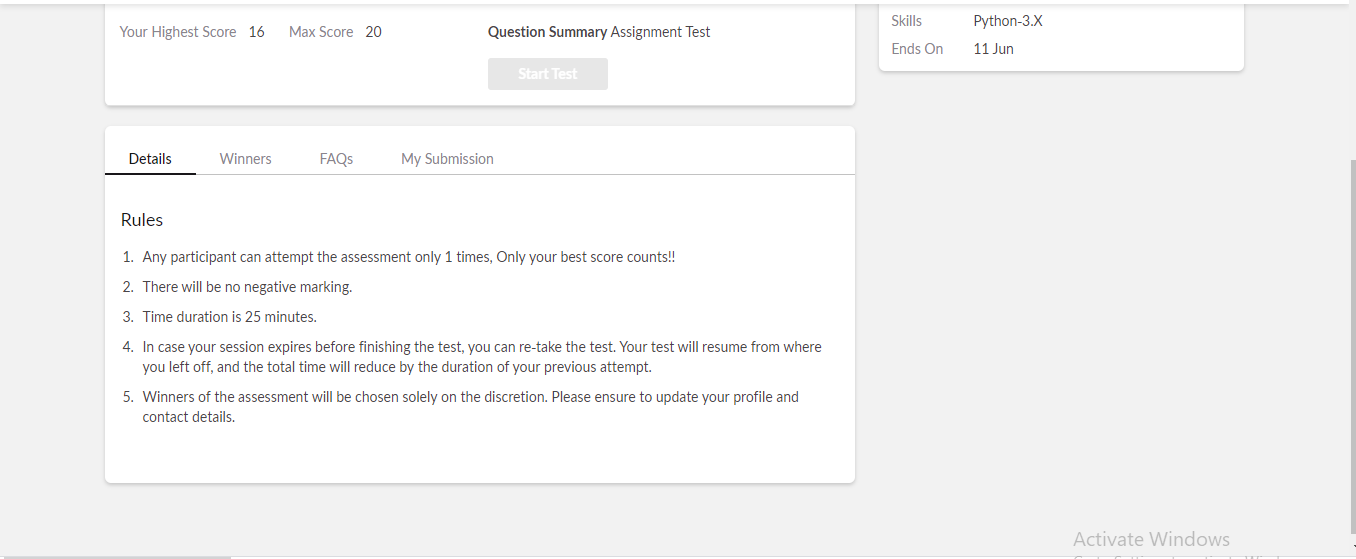 Your Highest Score 16 Max Score 20 Question Summary Assignment Test
Start Test
Skills Python-3.X
Ends On 11 Jun
Details Winners FAQs My Submission
Rules
1. Any participant can attempt the assessment only 1 times, Only your best score counts!!
2. There will be no negative marking.
3. Time duration is 25 minutes.
4. In case your session expires before finishing the test, you can re-take the test. Your test will resume from where
you left off, and the total time will reduce by the duration of your previous attempt.
5. Winners of the assessment will be chosen solely on the discretion. Please ensure to update your profile and
contact details.
Activate Windows